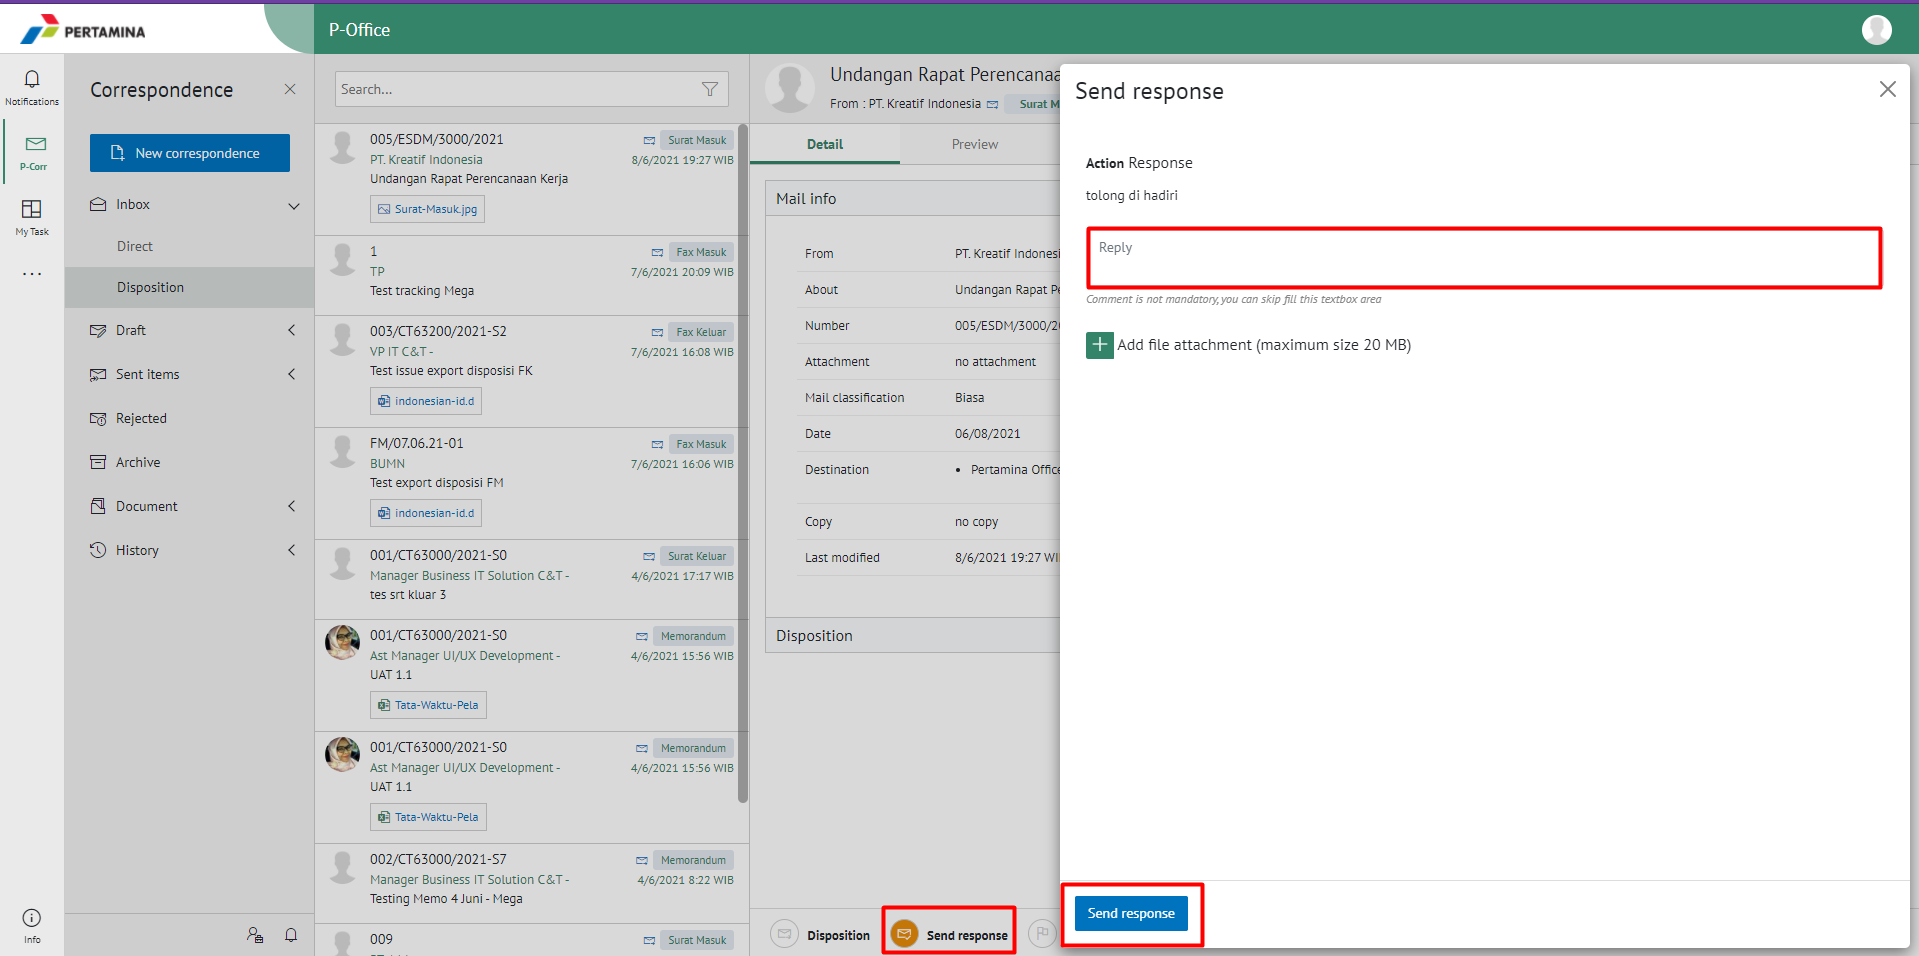 PERTAMINA
P-Office
Notifications
P-Corr
My Task
...
Info
Correspondence
New correspondence
Inbox
Direct
Disposition
Draft
Sent items
Rejected
Archive
Document
History
Search...
005/ESDM/3000/2021
Surat Masuk
PT. Kreatif Indonesia
8/6/2021 19:27 WIB
Undangan Rapat Perencanaan Kerja
Surat-Masuk.jpg
1
Fax Masuk
TP
7/6/2021 20:09 WIB
Test tracking Mega
003/CT63200/2021-S2
Fax Keluar
VP IT C&T -
7/6/2021 16:08 WIB
Test issue export disposisi FK
indonesian-id.d
FM/07.06.21-01
Fax Masuk
BUMN
7/6/2021 16:06 WIB
Test export disposisi FM
indonesian-id.d
001/CT63000/2021-S0
Surat Keluar
Manager Business IT Solution C&T -
4/6/2021 17:17 WIB
tes srt kluar 3
001/CT63000/2021-S0
Memorandum
Ast Manager UI/UX Development -
4/6/2021 15:56 WIB
UAT 1.1
Tata-Waktu-Pela
001/CT63000/2021-S0
Memorandum
Ast Manager UI/UX Development -
4/6/2021 15:56 WIB
UAT 1.1
Tata-Waktu-Pela
002/CT63000/2021-S7
Memorandum
Manager Business IT Solution C&T -
4/6/2021 8:22 WIB
Testing Memo 4 Juni - Mega
009
Surat Masuk
Undangan Rapat Perencanaa
From : PT. Kreatif Indonesia
Surat M
Detail
Preview
Mail info
From
PT. Kreatif Indonesi
About
Undangan Rapat Pe
Number
005/ESDM/3000/20
Attachment
no attachment
Mail classification
Biasa
Date
06/08/2021
Destination
• Pertamina Office
Copy
no copy
Last modified
8/6/2021 19:27 WI
Disposition
Disposition
Send response
Send response
Action Response
tolong di hadiri
Reply
Comment is not mandatory, you can skip fill this textbox area
Add file attachment (maximum size 20 MB)
Send response